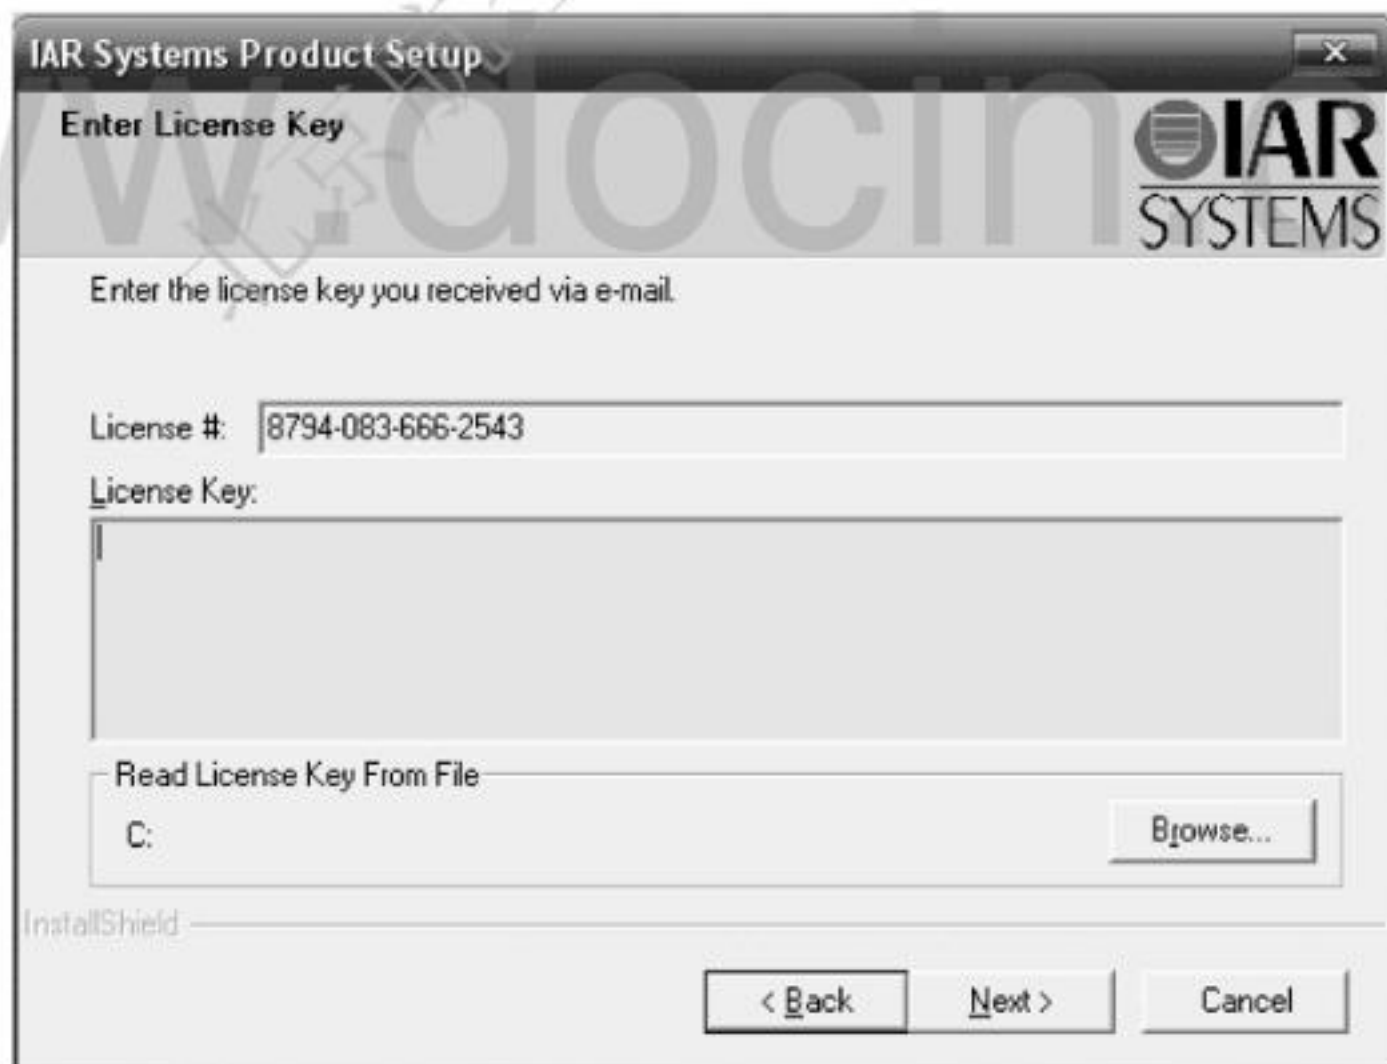 IAR Systems Product Setup
Enter License Key
IAR
SYSTEMS
Enter the license key you received via e-mail.
License #: 8794-083-666-2543
License Key:
Read License Key From File
C:
Browse...
InstallShield
< Back
Next >
Cancel
w.docin